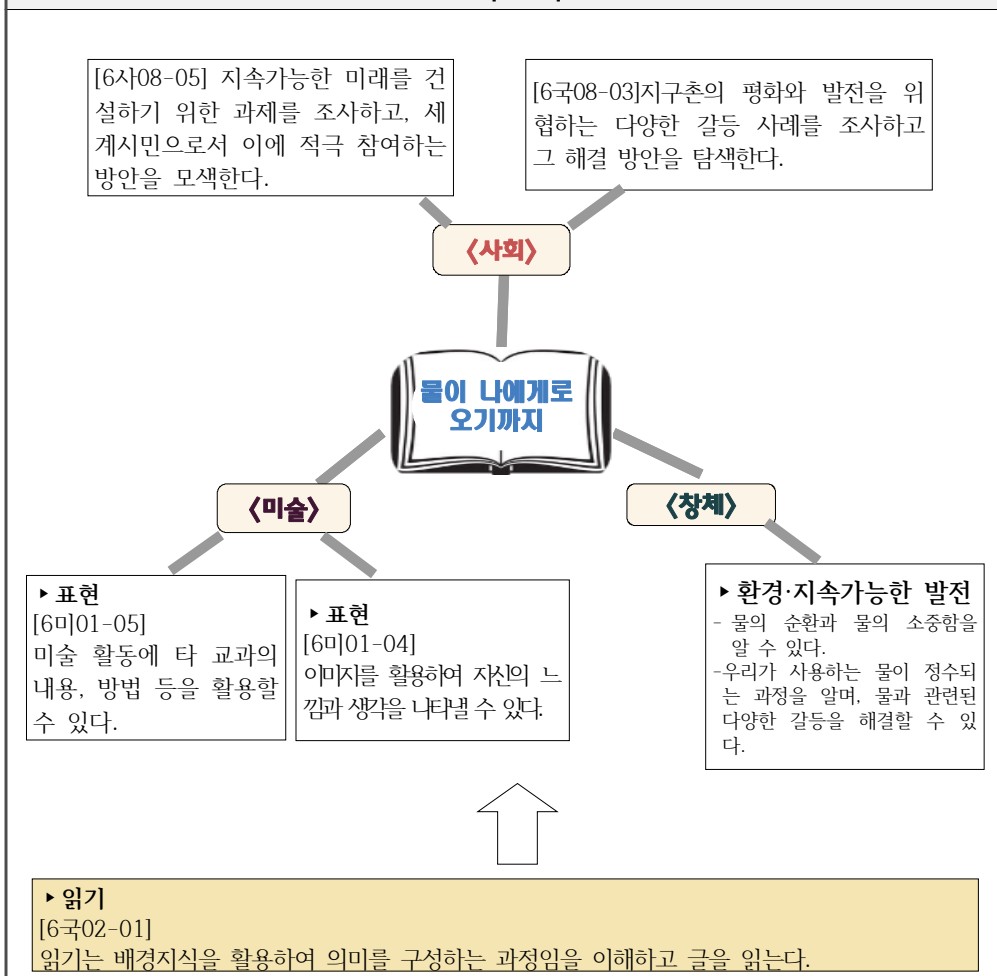 [6사08-05] 지속가능한 미래를 건
설하기 위한 과제를 조사하고, 세
계시민으로서 이에 적극 참여하는
방안을 모색한다.
[6국08-03]지구촌의 평화와 발전을 위
협하는 다양한 갈등 사례를 조사하고
그 해결 방안을 탐색한다.
<사회>
물이 나에게로
오기까지
<미술>
<창체>
▸표현
[6미01-05]
미술 활동에 타 교과의
내용, 방법 등을 활용할
수 있다.
▸표현
[6미01-04]
이미지를 활용하여 자신의 느
낌과 생각을 나타낼 수 있다.
▸환경·지속가능한 발전
- 물의 순환과 물의 소중함을
알 수 있다.
-우리가 사용하는 물이 정수되
는 과정을 알며, 물과 관련된
다양한 갈등을 해결할 수 있
다.
▸읽기
[6국02-01]
읽기는 배경지식을 활용하여 의미를 구성하는 과정임을 이해하고 글을 읽는다.